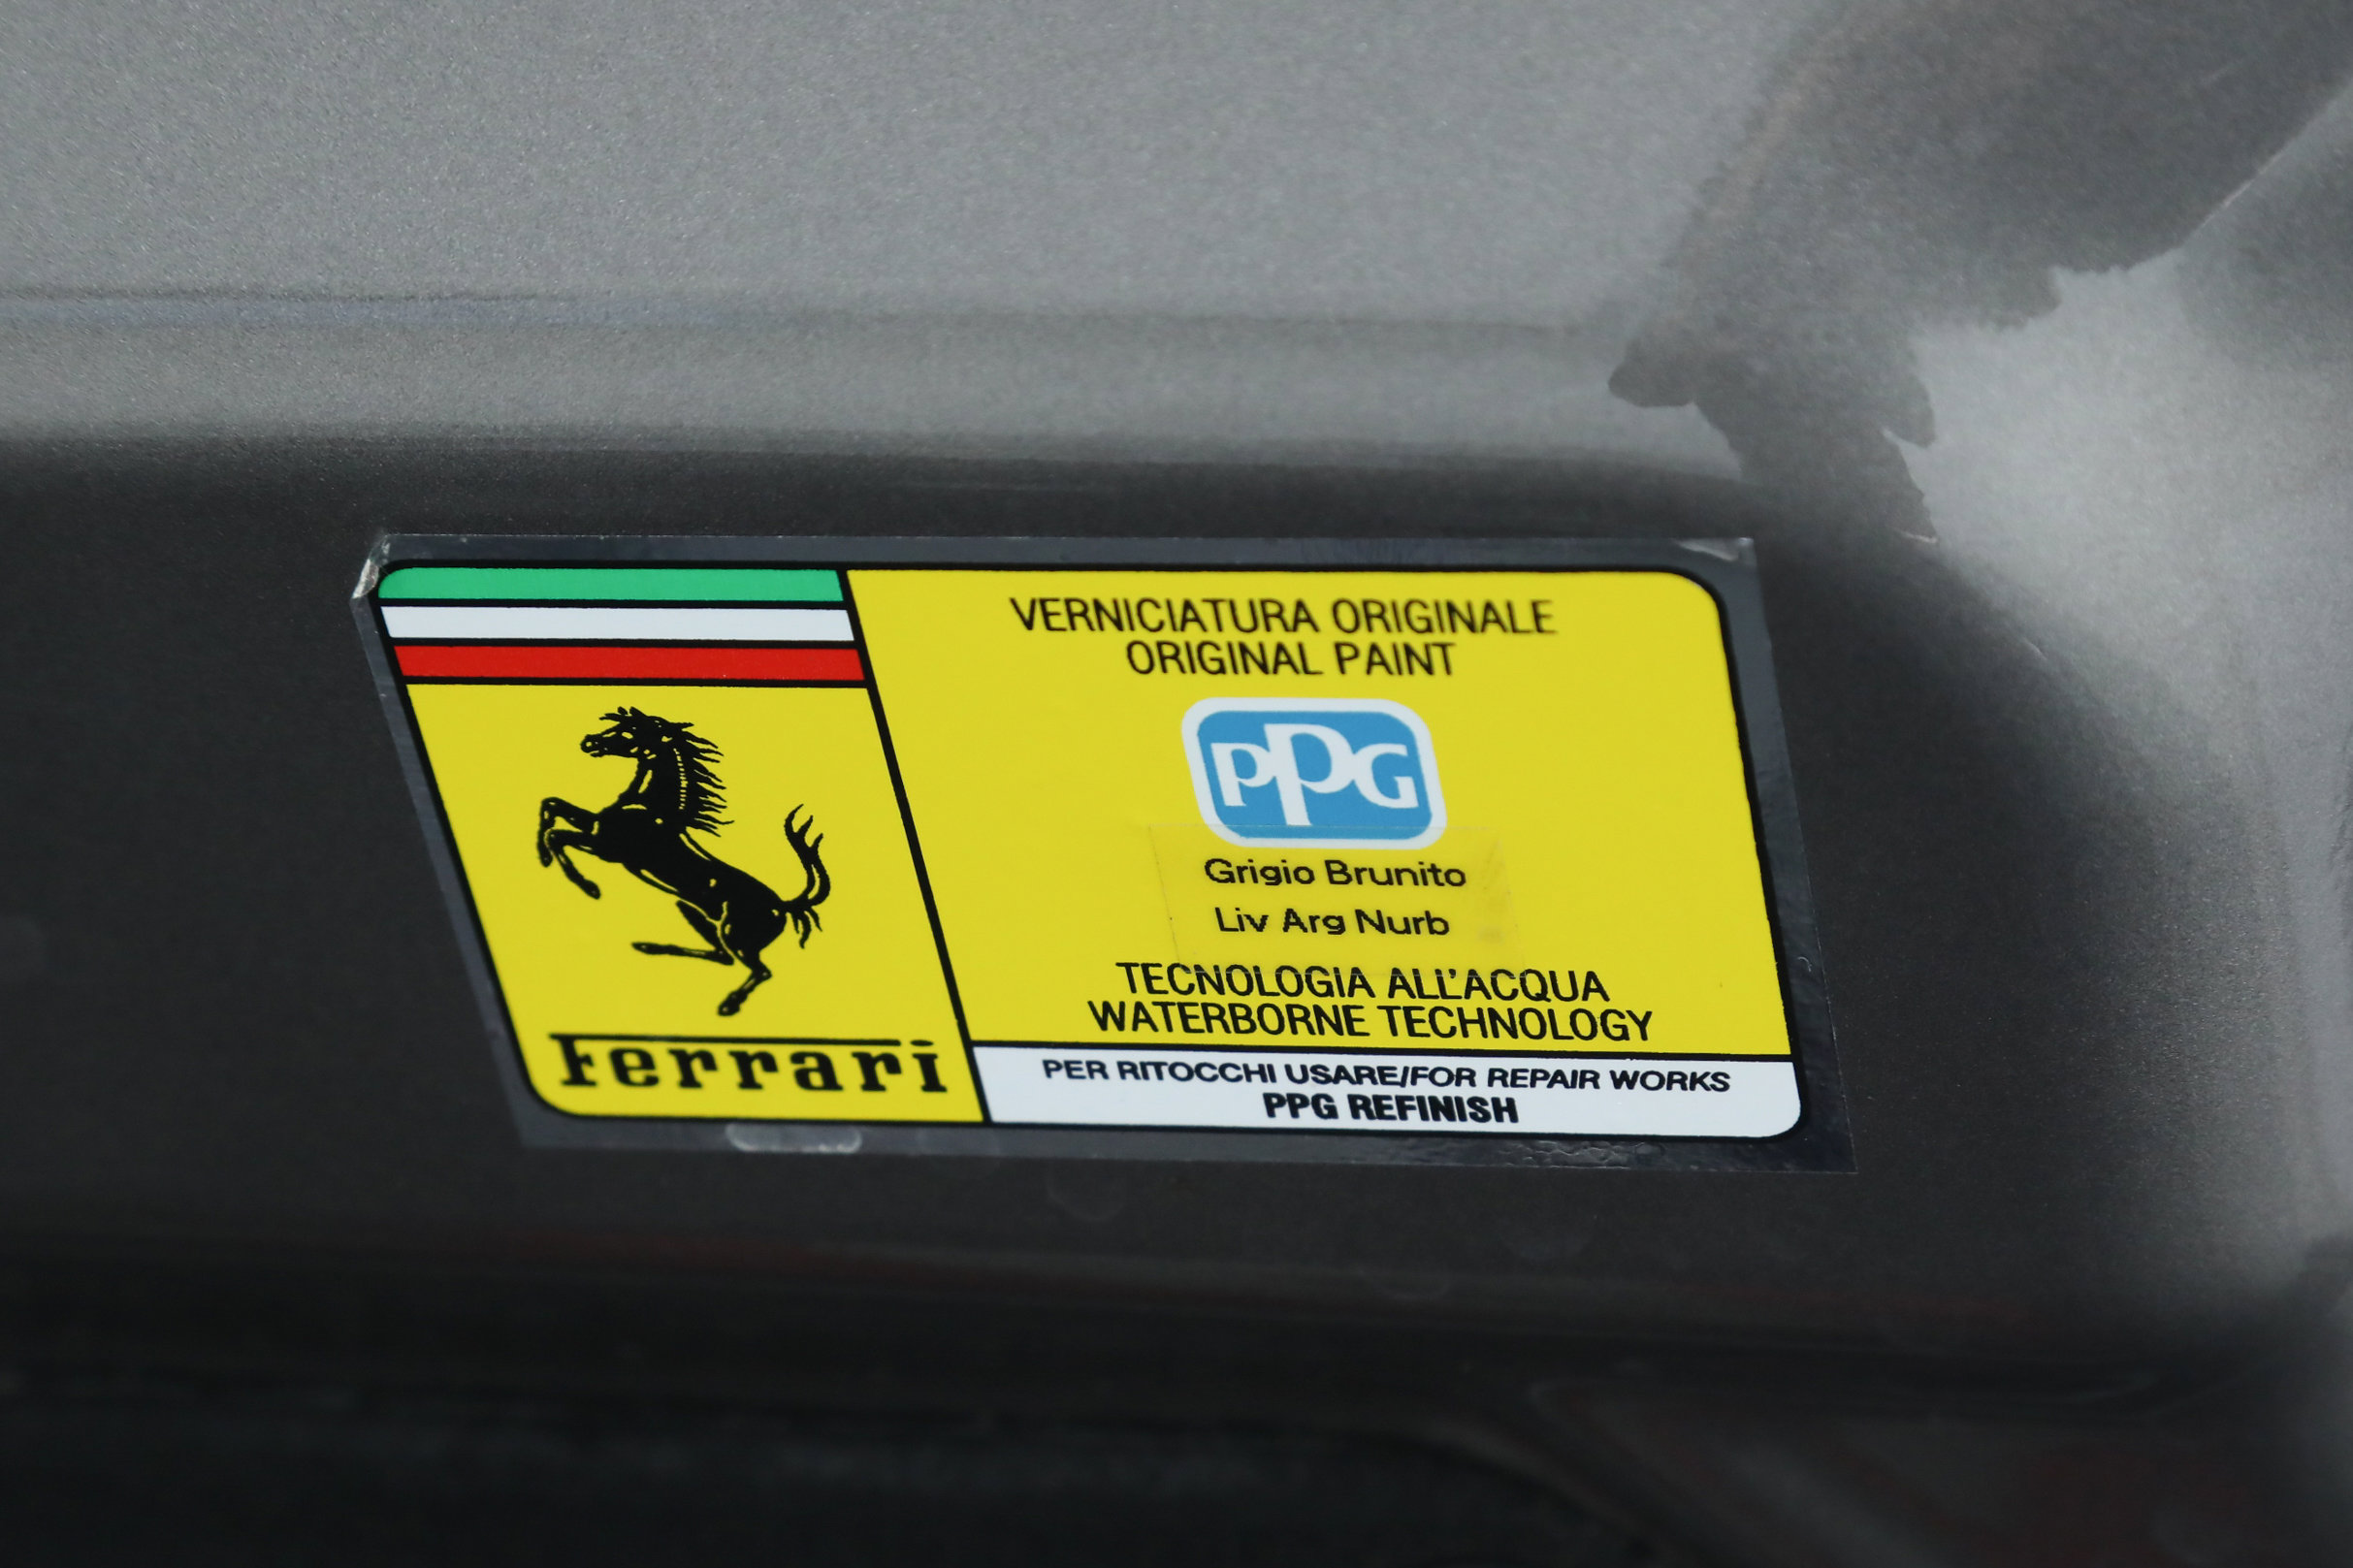 VERNICIATURA ORIGINALE
ORIGINAL PAINT
PPG
Grigio Brunito
Liv Arg Nurb
TECNOLOGIA ALL'ACQUA
WATERBORNE TECHNOLOGY
Ferrari
PER RITOCCHI USARE/FOR REPAIR WORKS
PPG REFINISH